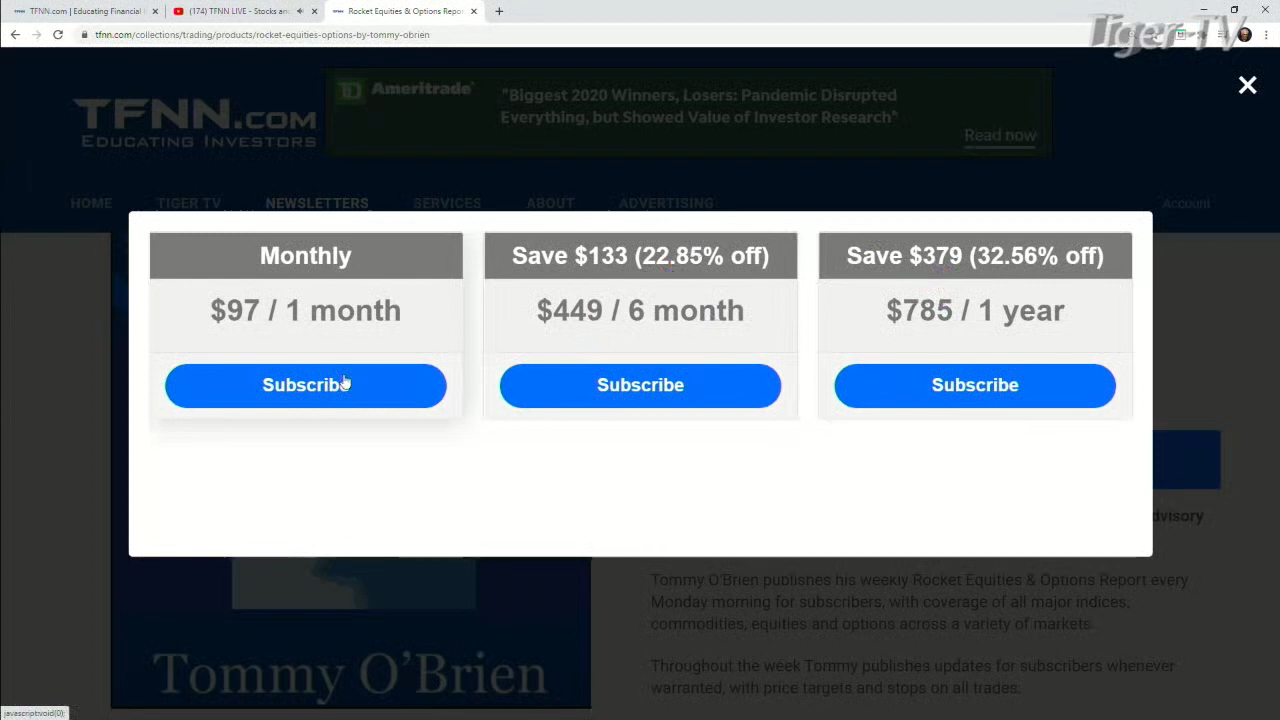 TFNN.com | Educating Financial
(174) TFNN LIVE - Stocks an
Rocket Equities & Options Repor
tfnn.com/collections/trading/products/rocket-equities-options-by-tommy-obrien
Tiger TV
TFNN.COM
EDUCATING INVESTORS
TD Ameritrade
"Biggest 2020 Winners, Losers: Pandemic Disrupted
Everything, but Showed Value of Investor Research"
Read now
HOME TIGER TV NEWSLETTERS SERVICES ABOUT ADVERTISING Account
Monthly
$97 / 1 month
Subscribe
Save $133 (22.85% off)
$449 / 6 month
Subscribe
Save $379 (32.56% off)
$785 / 1 year
Subscribe
dvisory
Tommy O'Brien publishes his weekly Rocket Equities & Options Report every
Monday morning for subscribers, with coverage of all major indices,
commodities, equities and options across a variety of markets.
Throughout the week Tommy publishes updates for subscribers whenever
warranted, with price targets and stops on all trades.
Tommy O'Brien
javascript:void(0);